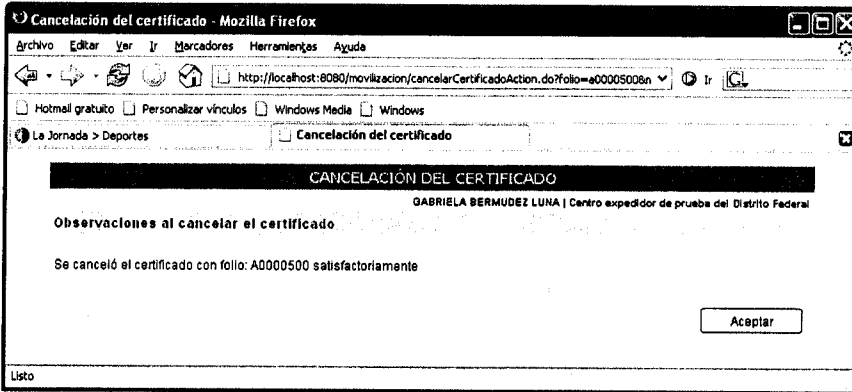 Cancelación del certificado - Mozilla Firefox
Archivo Editar Ver Ir Marcadores Herramientas Ayuda
http://localhost:8080/movilizacion/cancelarCertificadoAction.do?folio=a00005008n Ir
Hotmail gratuito Personalizar vínculos Windows Media Windows
La Jornada > Deportes Cancelación del certificado
CANCELACIÓN DEL CERTIFICADO
GABRIELA BERMUDEZ LUNA | Centro expedidor de prueba del Distrito Federal
Observaciones al cancelar el certificado
Se canceló el certificado con folio: A0000500 satisfactoriamente
Aceptar
Listo